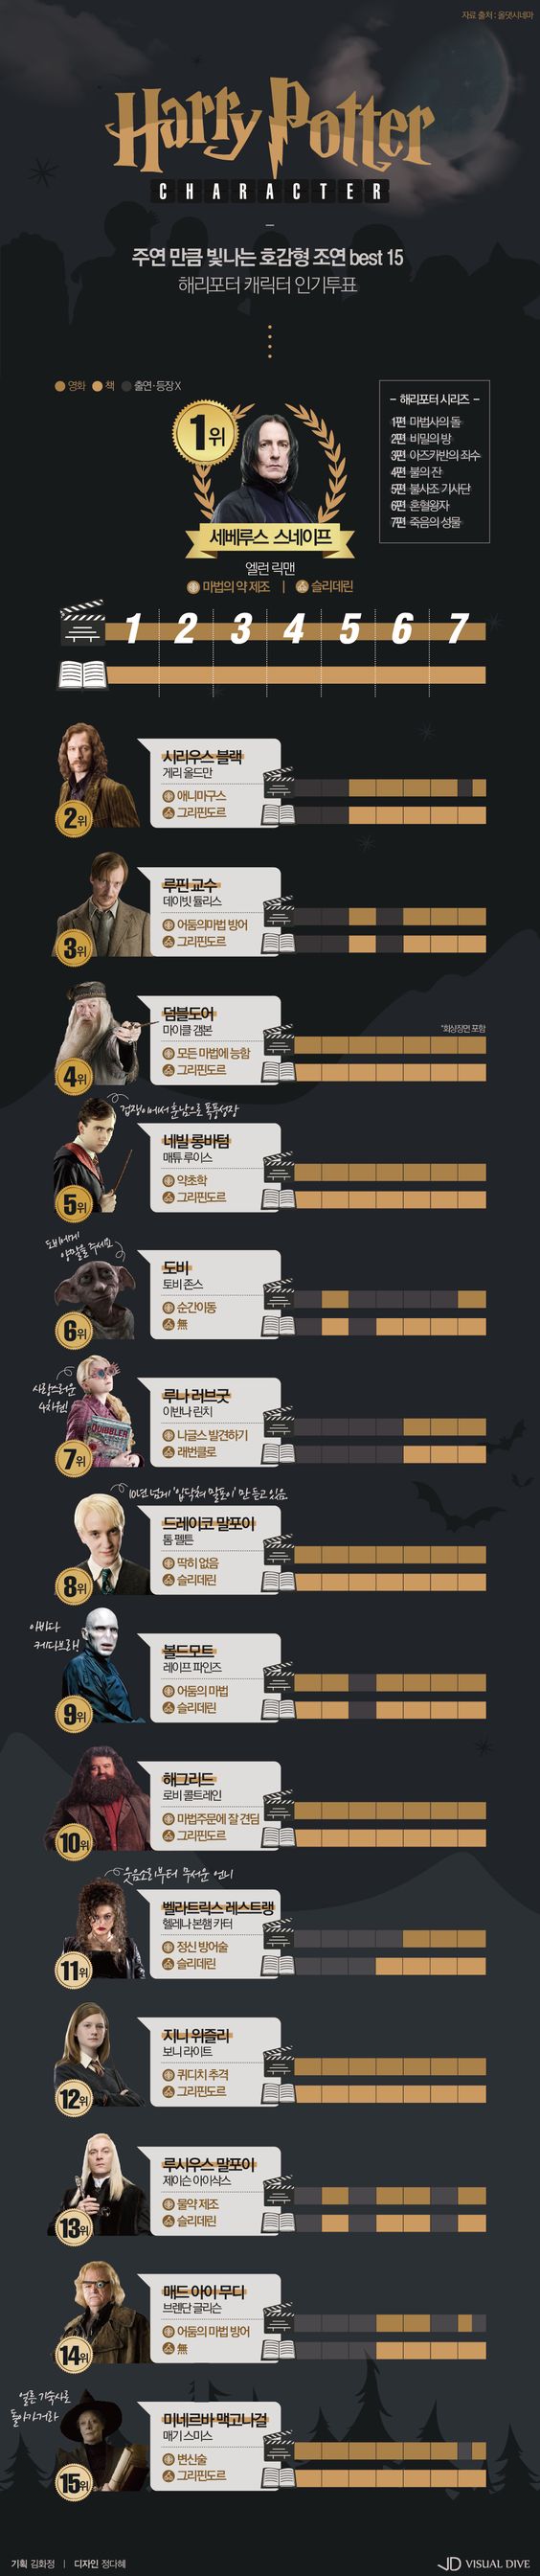 자료 출처 : 올댓시네마
Harry Potter
CHARACTER
주연 만큼 빛나는 호감형 조연 best 15
해리포터 캐릭터 인기투표
영화 책 출연·등장 X
- 해리포터 시리즈 -
1편 마법사의 돌
2편 비밀의 방
3편 아즈카반의 죄수
4편 불의 잔
5편 불사조 기사단
6편 혼혈왕자
7편 죽음의 성물
1위
세베루스 스네이프
앨런 릭맨
마법의 약 제조 | 슬리데린
1 2 3 4 5 6 7
시리우스 블랙
게리 올드만
애니마구스
그리핀도르
2위
루핀 교수
데이빗 듈리스
어둠의마법 방어
그리핀도르
3위
덤블도어
마이클 갬본
*회상장면 포함
모든 마법에 능함
그리핀도르
4위
겁쟁이에서 훈남으로 폭풍성장
네빌 롱바텀
매튜 루이스
약초학
그리핀도르
5위
도비에게
양말을 주세요
도비
토비 존스
순간이동
無
6위
사랑스러운
4차원!
루나 러브굿
이반나 린치
나글스 발견하기
래번클로
QUIBBLER
7위
10년 넘게 '입닥쳐 말포이'만 듣고 있음
드레이코 말포이
톰 펠튼
딱히 없음
슬리데린
8위
아바다
케다브라!
볼드모트
레이프 파인즈
어둠의 마법
슬리데린
9위
해그리드
로비 콜트레인
마법주문에 잘 견딤
그리핀도르
10위
웃음소리부터 무서운 언니
벨라트릭스 레스트랭
헬레나 본햄 카터
정신 방어술
슬리데린
11위
지니 위즐리
보니 라이트
퀴디치 추격
그리핀도르
12위
루시우스 말포이
제이슨 아이삭스
물약 제조
슬리데린
13위
매드 아이 무디
브렌단 글리슨
어둠의 마법 방어
無
14위
얼른 기숙사로
돌아가거라
미네르바 맥고나걸
매기 스미스
변신술
그리핀도르
15위
기획 김화정 | 디자인 정다혜
VISUAL DIVE